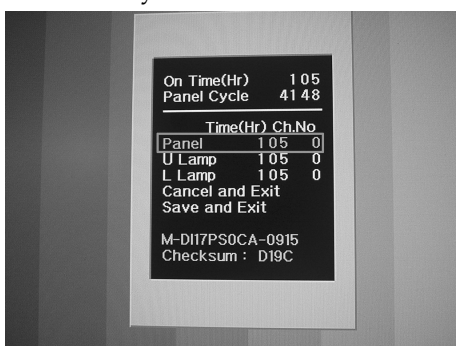 On Time(Hr) 105
Panel Cycle 4148
Time(Hr) Ch.No
Panel 105 0
U Lamp 105 0
L Lamp 105 0
Cancel and Exit
Save and Exit
M-DI17PS0CA-0915
Checksum : D19C